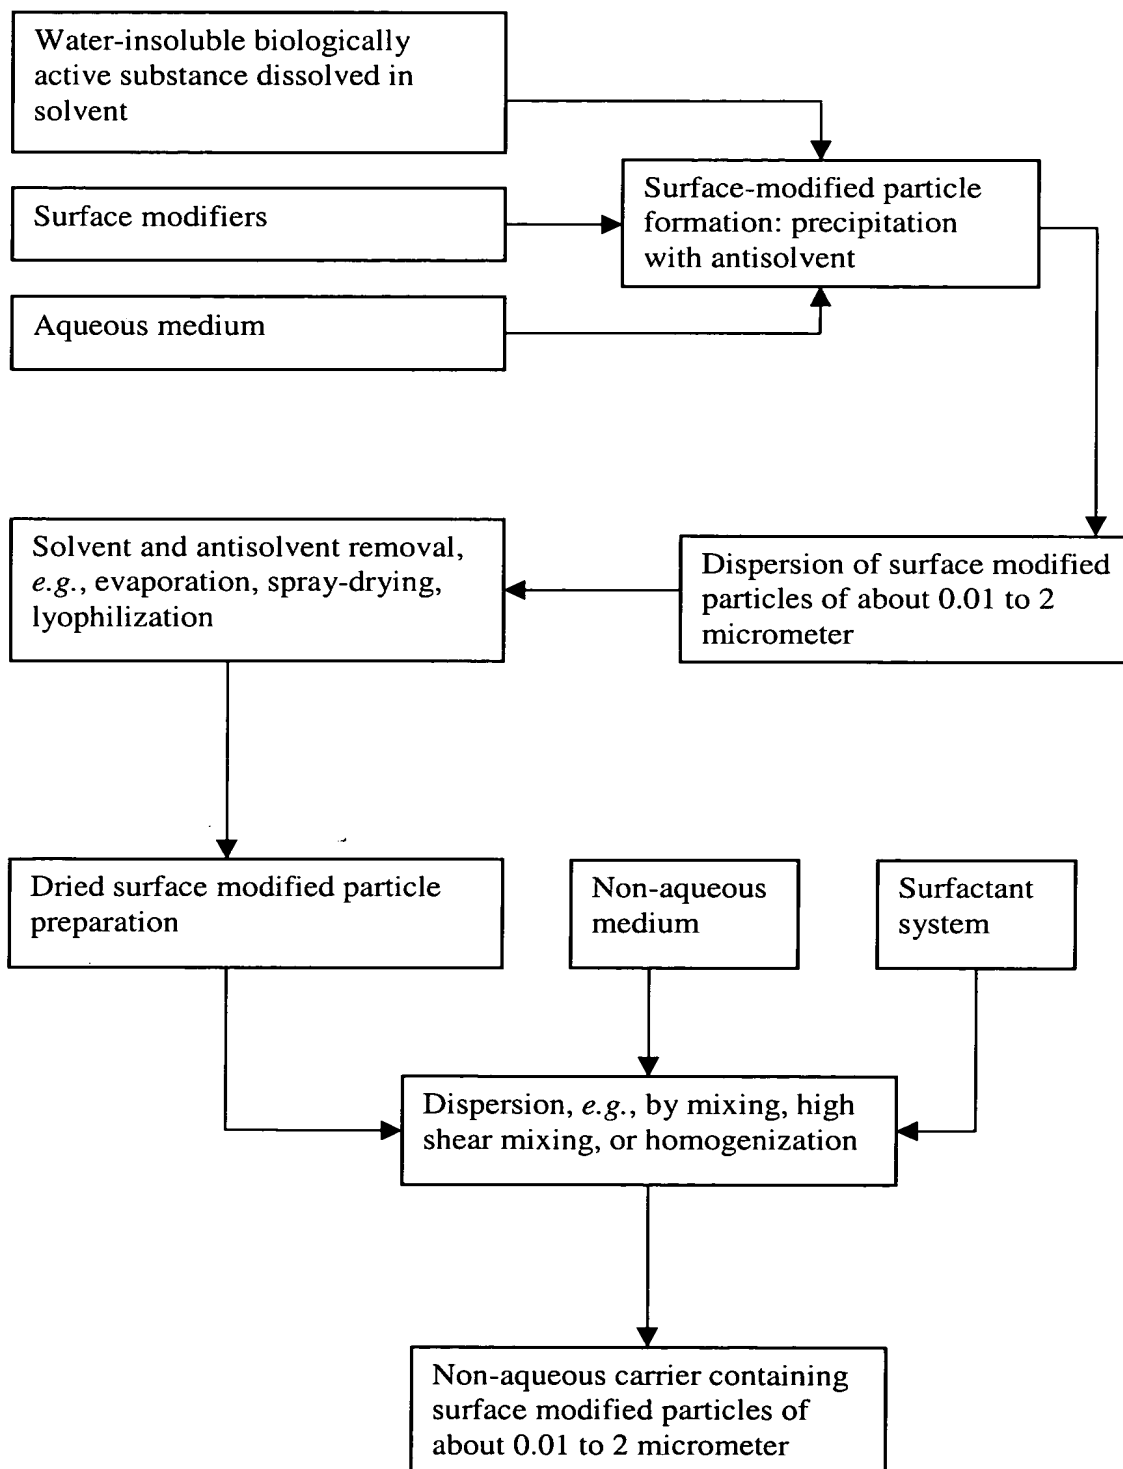 Water-insoluble biologically
active substance dissolved in
solvent
Surface modifiers
Aqueous medium
Surface-modified particle
formation: precipitation
with antisolvent
Dispersion of surface modified
particles of about 0.01 to 2
micrometer
Solvent and antisolvent removal,
e.g., evaporation, spray-drying,
lyophilization
Dried surface modified particle
preparation
Non-aqueous
medium
Surfactant
system
Dispersion, e.g., by mixing, high
shear mixing, or homogenization
Non-aqueous carrier containing
surface modified particles of
about 0.01 to 2 micrometer